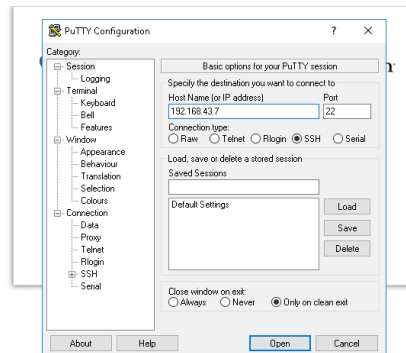 PuTTY Configuration
? ×
Category:
Session
Logging
Terminal
Keyboard
Bell
Features
Window
Appearance
Behaviour
Translation
Selection
Colours
Connection
Data
Proxy
Telnet
Rlogin
SSH
Serial
Basic options for your PuTTY session
Specify the destination you want to connect to
Host Name (or IP address) Port
192.168.43.7 22
Connection type:
Raw Telnet Rlogin SSH Serial
Load, save or delete a stored session
Saved Sessions
Default Settings
Load
Save
Delete
Close window on exit:
Always Never Only on clean exit
About Help Open Cancel